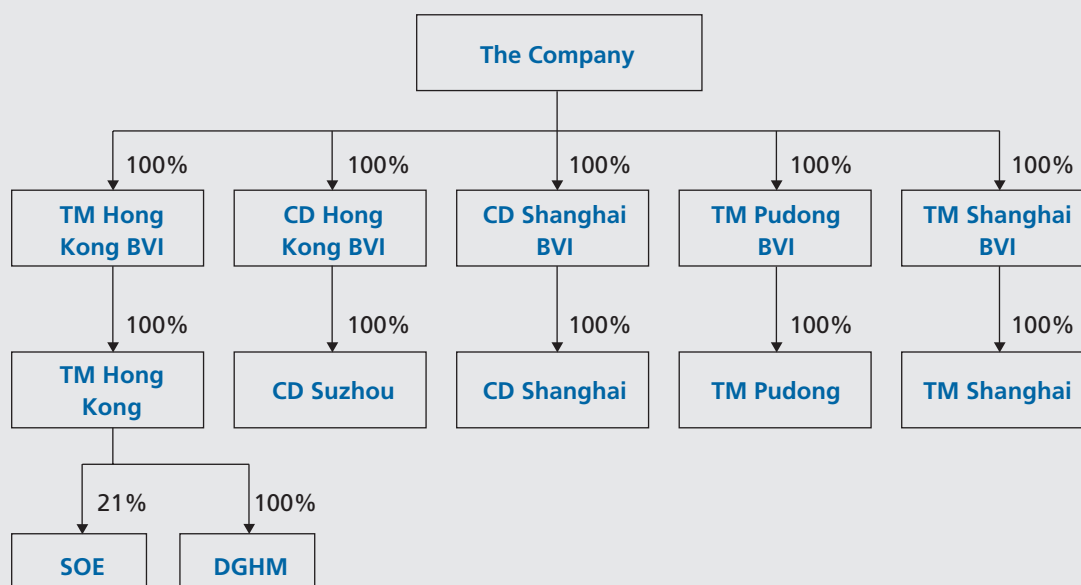 The Company
100% 100% 100% 100% 100%
TM Hong
Kong BVI
CD Hong
Kong BVI
CD Shanghai
BVI
TM Pudong
BVI
TM Shanghai
BVI
100% 100% 100% 100% 100%
TM Hong
Kong
CD Suzhou
CD Shanghai
TM Pudong
TM Shanghai
21% 100%
SOE
DGHM